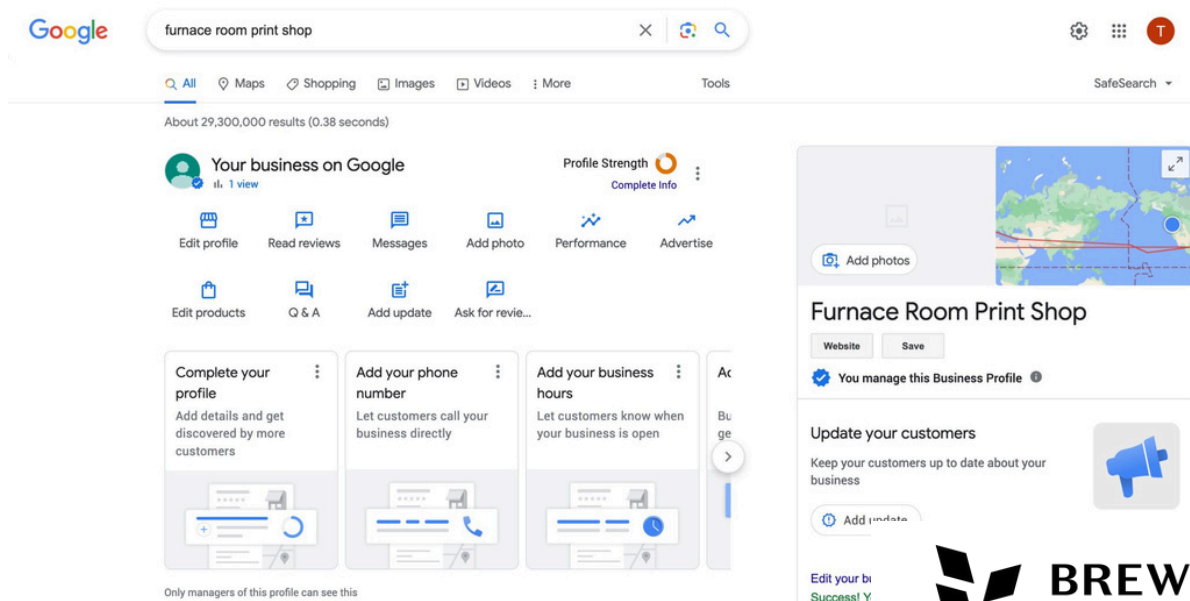 Google
furnace room print shop
T
All Maps Shopping Images Videos More Tools SafeSearch
About 29,300,000 results (0.38 seconds)
Your business on Google
1 view
Profile Strength
Complete Info
Edit profile Read reviews Messages Add photo Performance Advertise
Edit products Q & A Add update Ask for revie...
Complete your
profile
Add details and get
discovered by more
customers
Add your phone
number
Let customers call your
business directly
Add your business
hours
Let customers know when
your business is open
Only managers of this profile can see this
Add photos
Furnace Room Print Shop
Website Save
You manage this Business Profile
Update your customers
Keep your customers up to date about your
business
Add update
Edit your
Success!
BREW